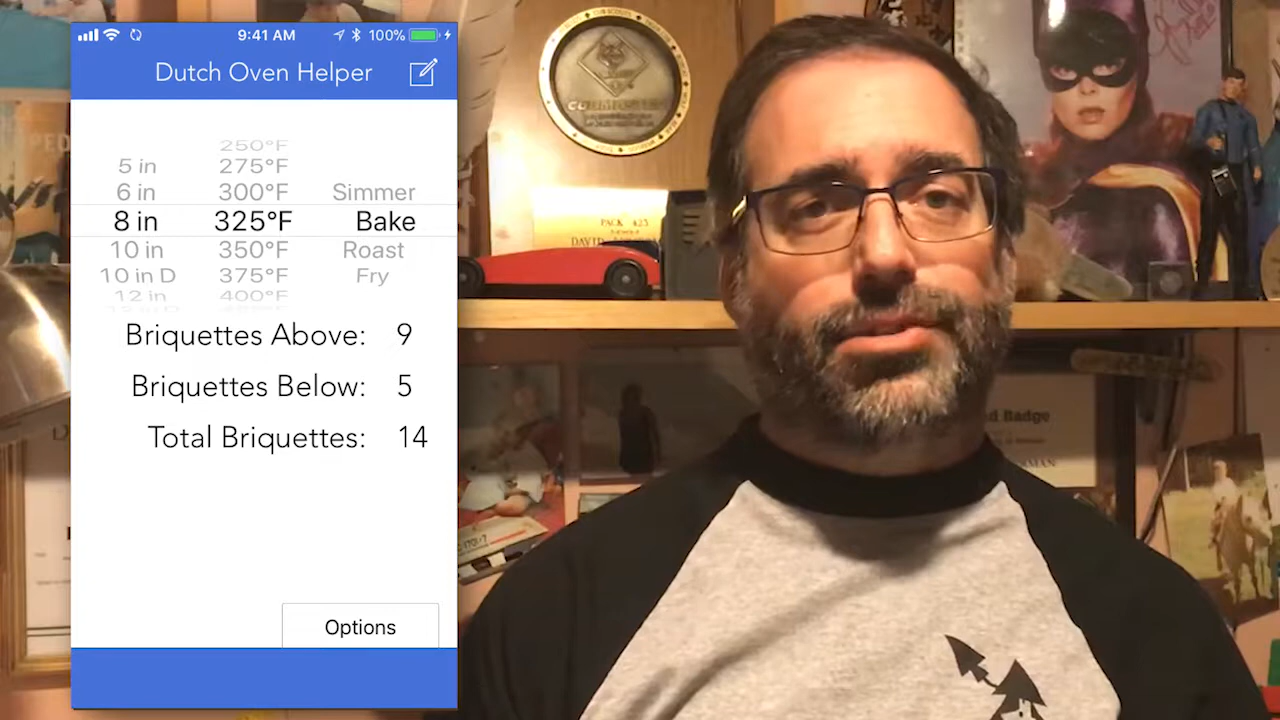 9:41 AM
100%
Dutch Oven Helper
250°F
5 in
275°F
6 in
300°F
Simmer
8 in
325°F
Bake
10 in
350°F
Roast
10 in D
375°F
Fry
12 in
400°F
Briquettes Above: 9
Briquettes Below: 5
Total Briquettes: 14
Options
PACK 423
DAVID
d Badge